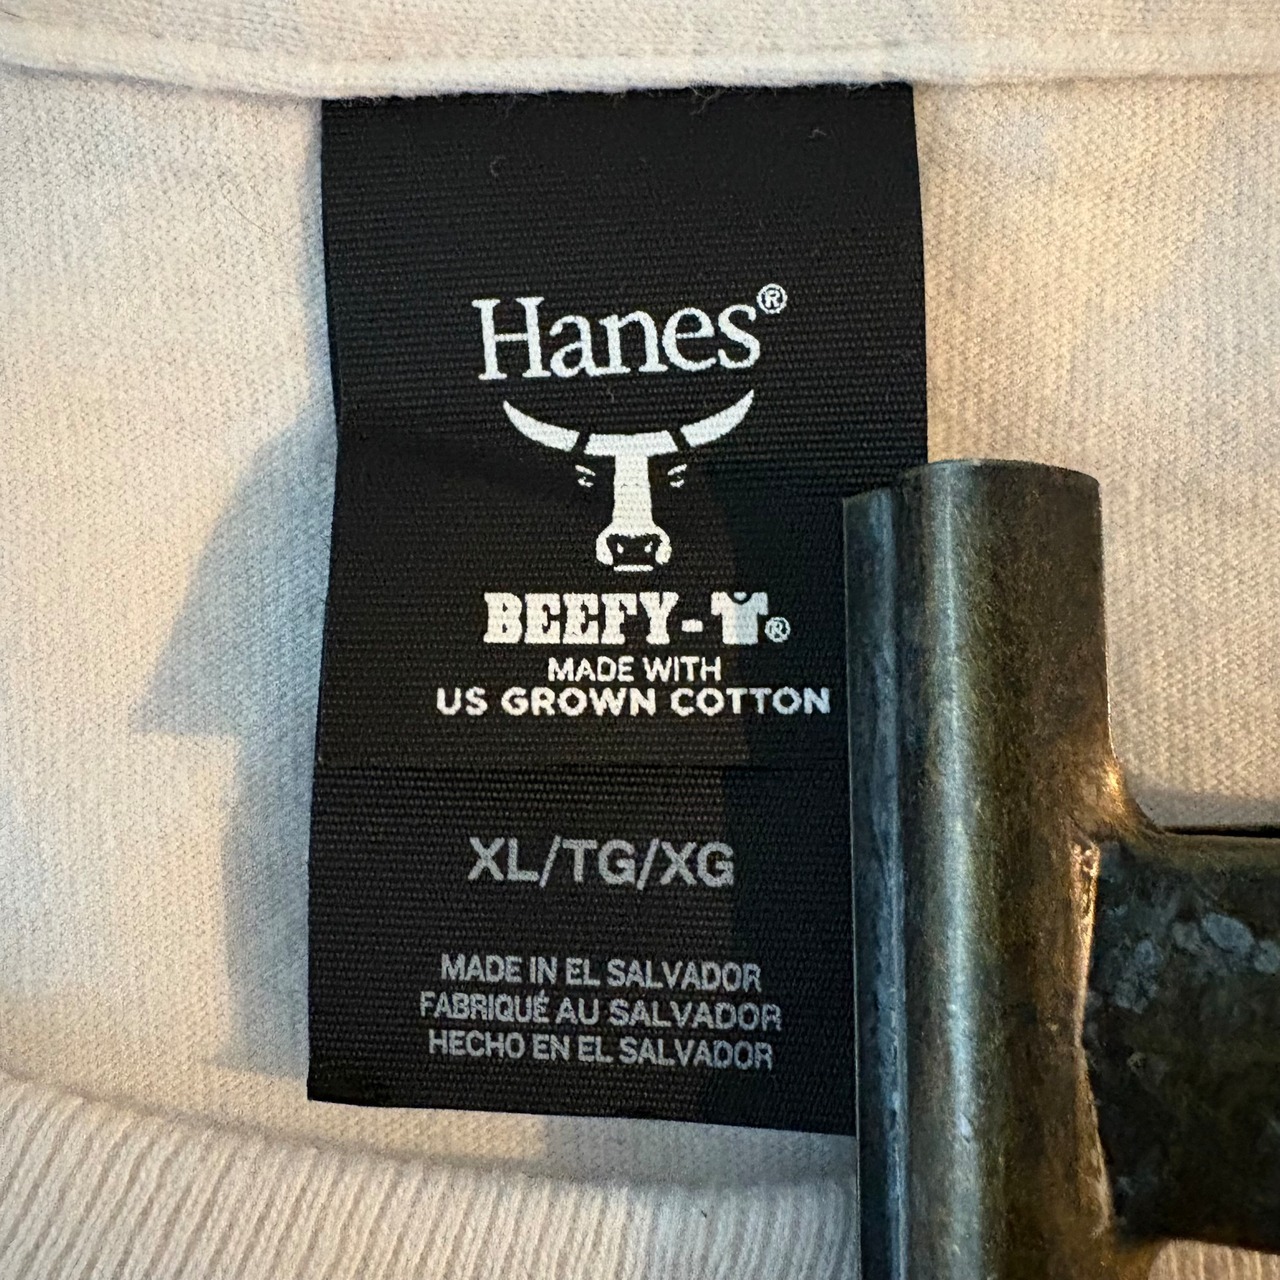 Hanes®
BEEFY-T®
MADE WITH
US GROWN COTTON
XL/TG/XG
MADE IN EL SALVADOR
FABRIQUÉ AU SALVADOR
HECHO EN EL SALVADOR